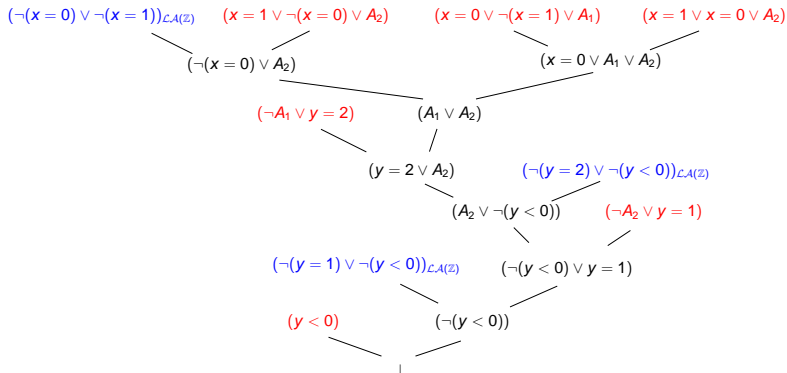 (¬(x = 0) ∨ ¬(x = 1))_{𝓛𝓐(ℤ)} (x = 1 ∨ ¬(x = 0) ∨ A₂) (x = 0 ∨ ¬(x = 1) ∨ A₁) (x = 1 ∨ x = 0 ∨ A₂)
(¬(x = 0) ∨ A₂) (x = 0 ∨ A₁ ∨ A₂)
(¬A₁ ∨ y = 2) (A₁ ∨ A₂)
(y = 2 ∨ A₂) (¬(y = 2) ∨ ¬(y < 0))_{𝓛𝓐(ℤ)}
(A₂ ∨ ¬(y < 0)) (¬A₂ ∨ y = 1)
(¬(y = 1) ∨ ¬(y < 0))_{𝓛𝓐(ℤ)} (¬(y < 0) ∨ y = 1)
(y < 0) (¬(y < 0))